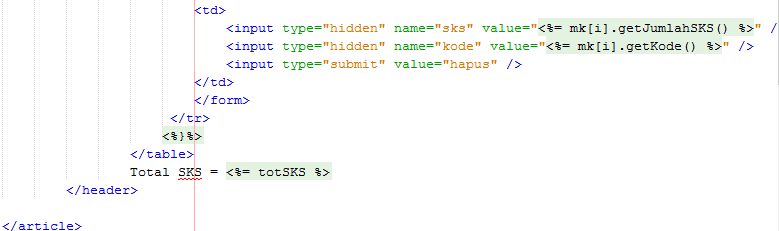 <td>
<input type="hidden" name="sks" value="<%= mk[i].getJumlahSKS() %>" /
<input type="hidden" name="kode" value="<%= mk[i].getKode() %>" />
<input type="submit" value="hapus" />
</td>
</form>
</tr>
<%}%>
</table>
Total SKS = <%= totSKS %>
</header>
</article>